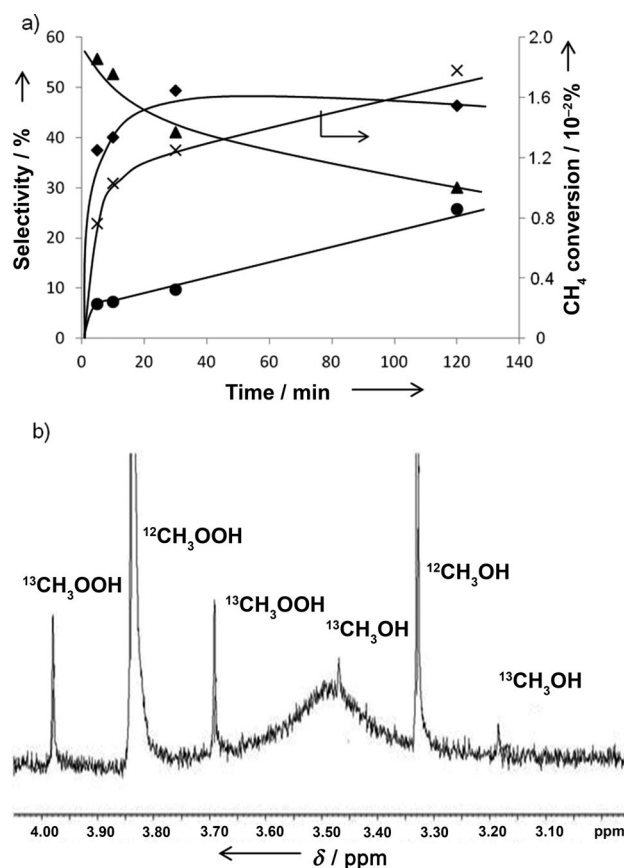 a)
60
50
40
30
20
10
0
Selectivity / %
2.0
1.6
1.2
0.8
0.4
0
CH₄ conversion / 10⁻²%
0 20 40 60 80 100 120 140
Time / min
b)
¹²CH₃OOH
¹³CH₃OOH
¹³CH₃OOH
¹³CH₃OH
¹²CH₃OH
¹³CH₃OH
4.00 3.90 3.80 3.70 3.60 3.50 3.40 3.30 3.20 3.10 ppm
δ / ppm